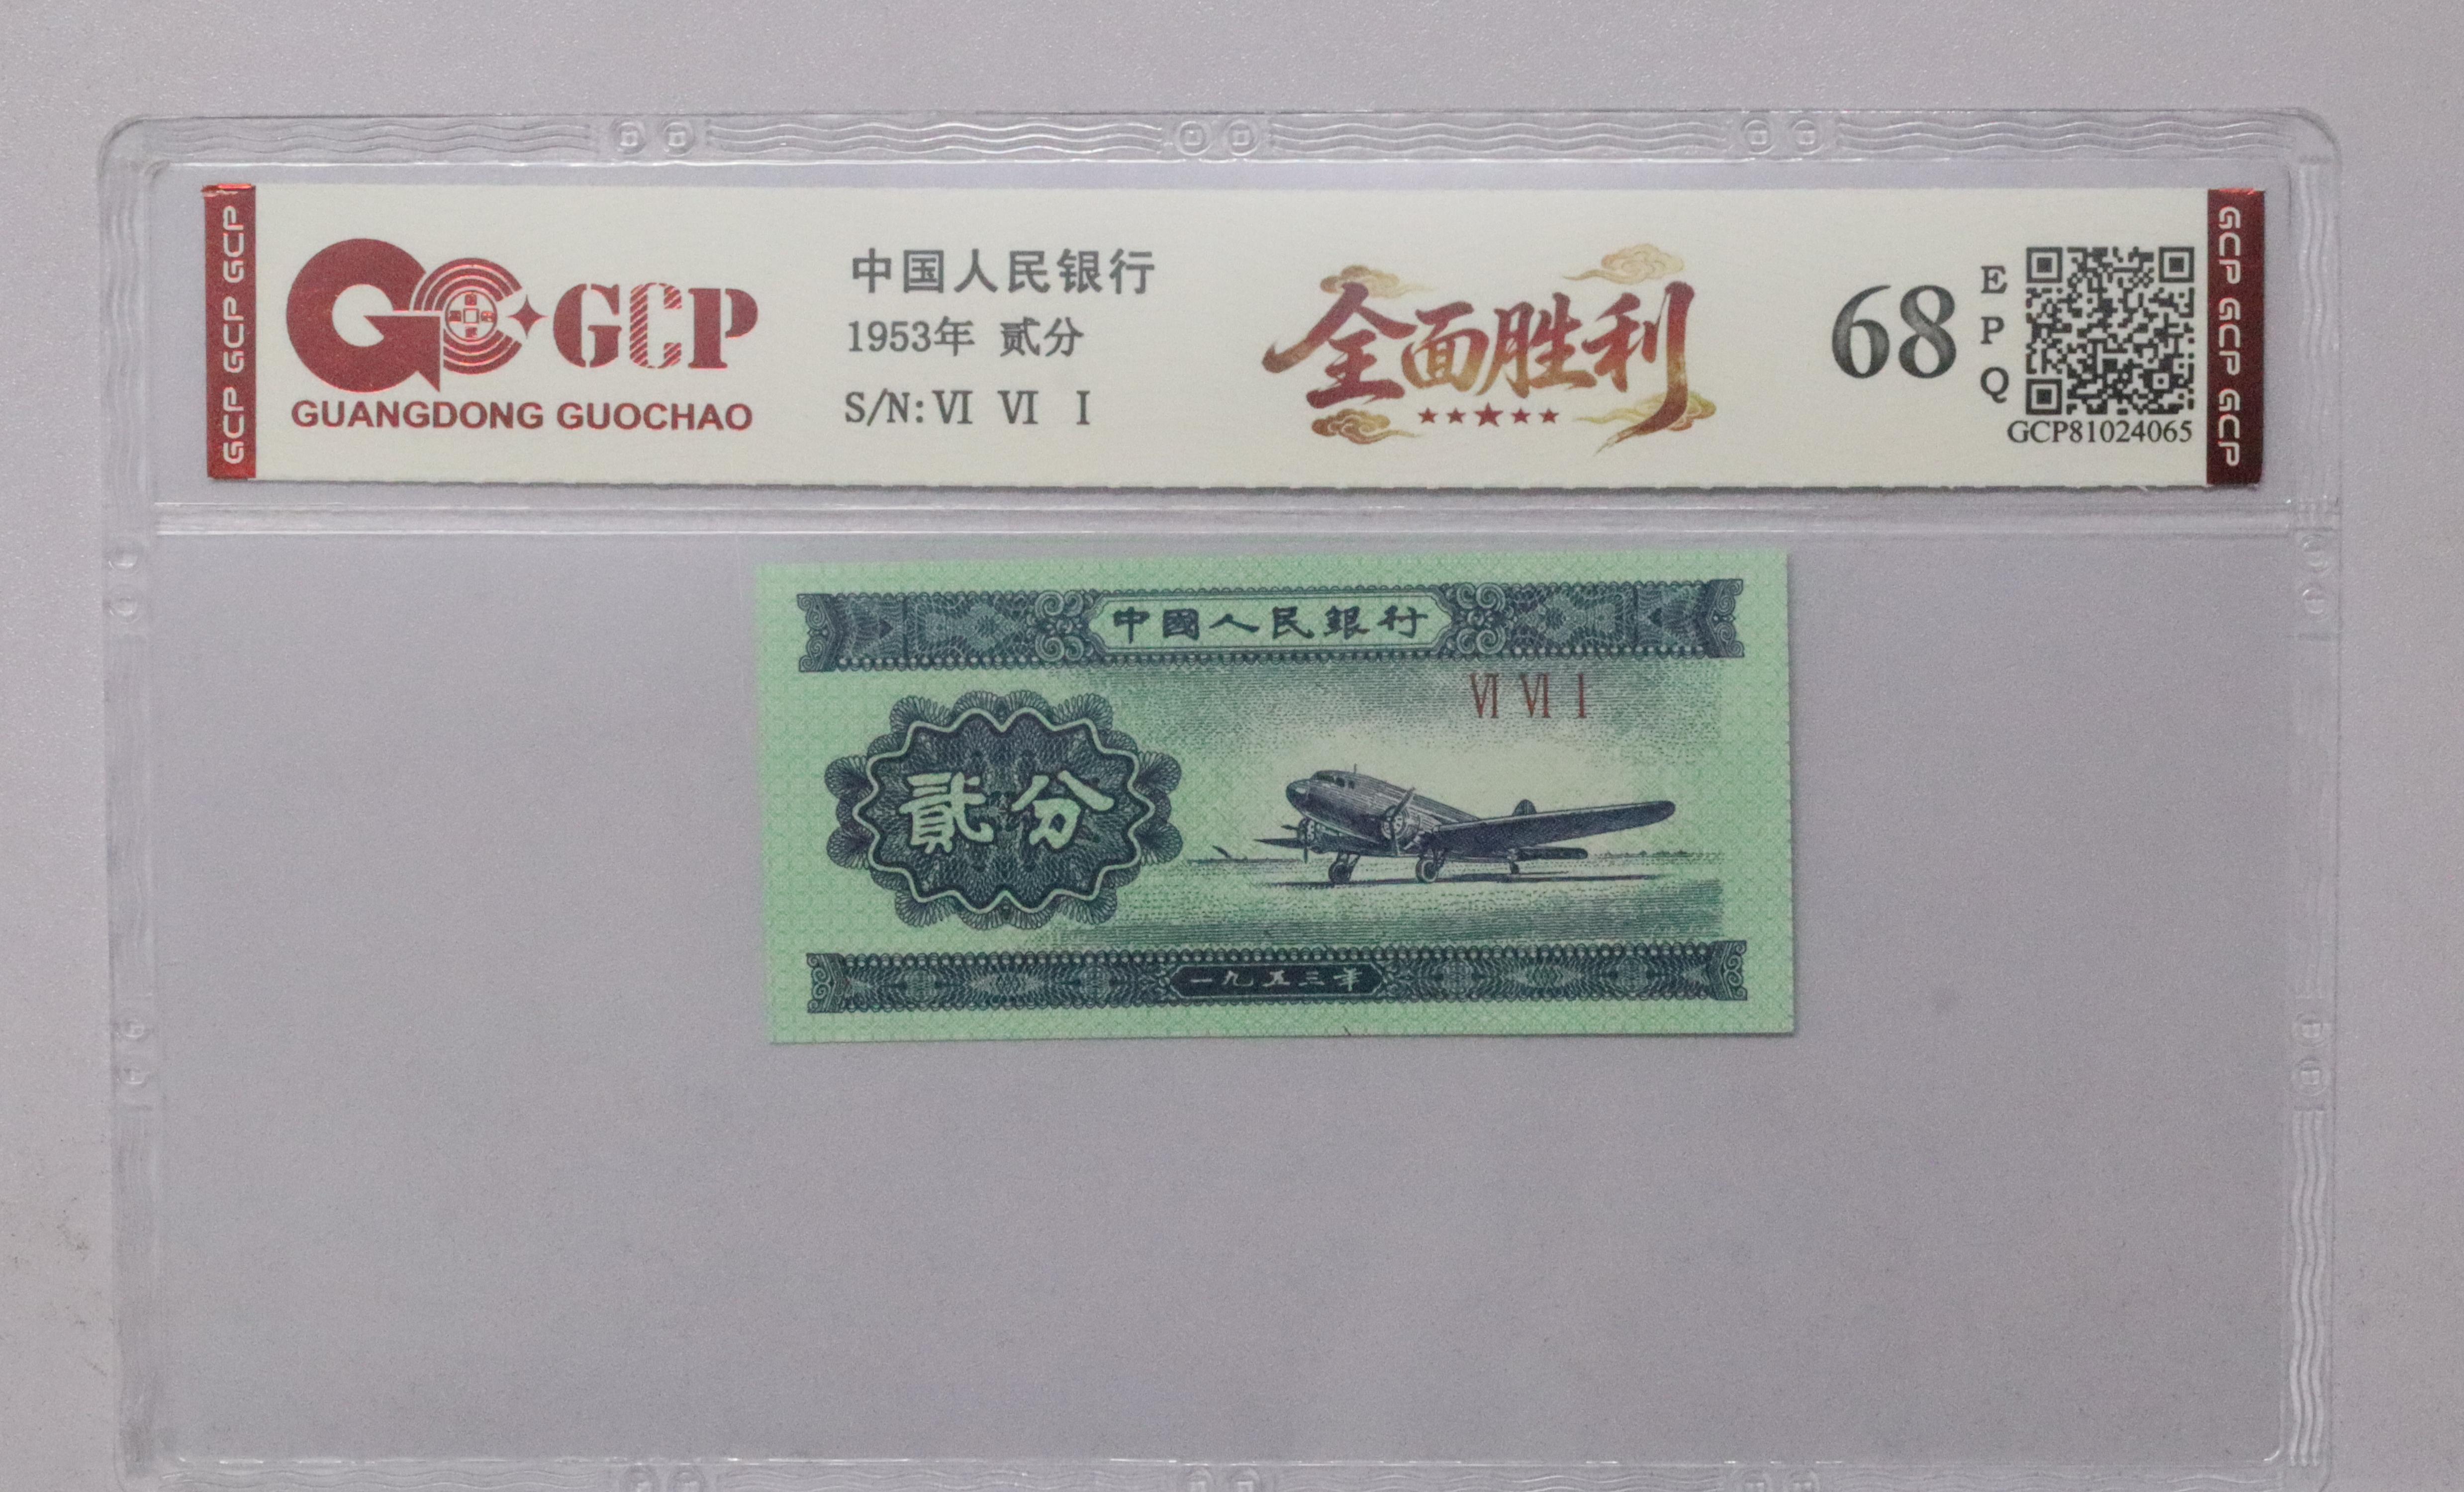 GCP GCP GCP
GCP
GUANGDONG GUOCHAO
中国人民银行
1953年 贰分
S/N: VI VI I
全面胜利
68
EPQ
GCP81024065
GCP GCP GCP
中國人民銀行
VI VI I
貳分
一九五三年